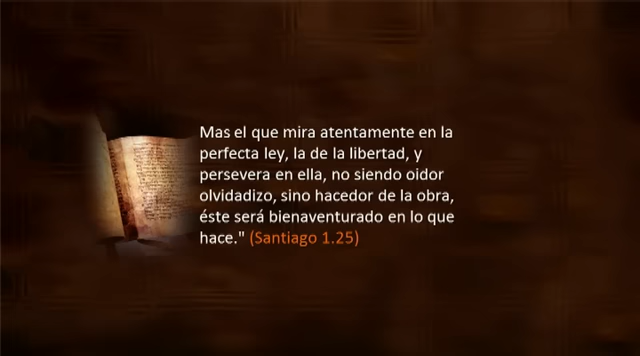 Mas el que mira atentamente en la
perfecta ley, la de la libertad, y
persevera en ella, no siendo oidor
olvidadizo, sino hacedor de la obra,
éste será bienaventurado en lo que
hace." (Santiago 1.25)